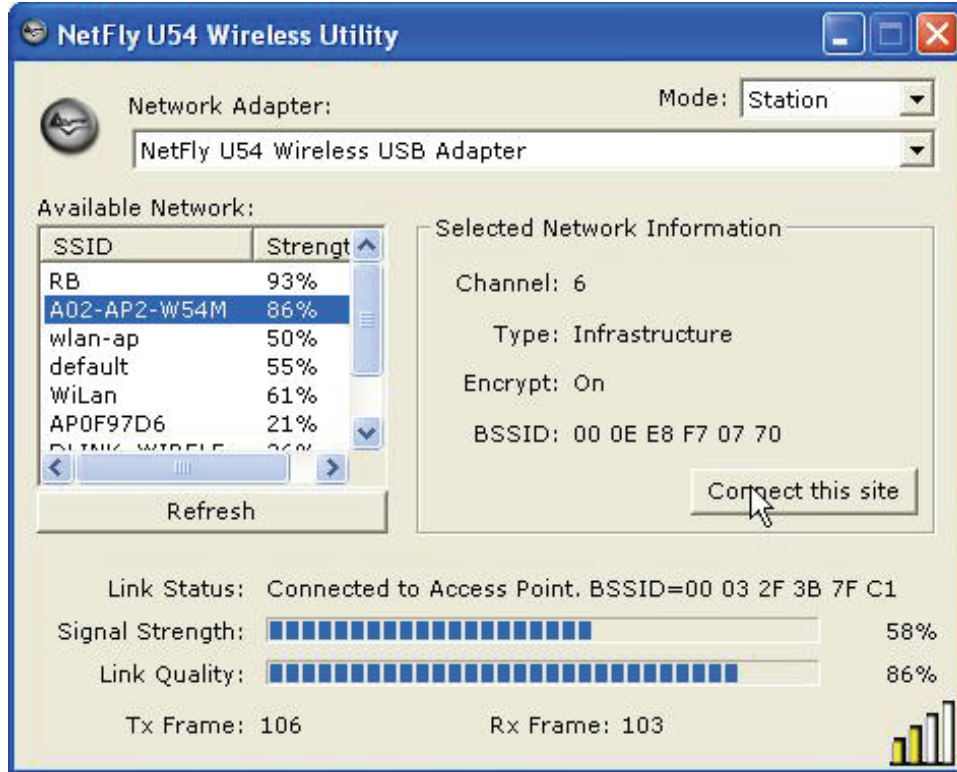 NetFly U54 Wireless Utility
Network Adapter:
Mode: Station
NetFly U54 Wireless USB Adapter
Available Network:
SSID Strengt
RB 93%
A02-AP2-W54M 86%
wlan-ap 50%
default 55%
WiLan 61%
AP0F97D6 21%
Refresh
Selected Network Information
Channel: 6
Type: Infrastructure
Encrypt: On
BSSID: 00 0E E8 F7 07 70
Connect this site
Link Status: Connected to Access Point. BSSID=00 03 2F 3B 7F C1
Signal Strength: 58%
Link Quality: 86%
Tx Frame: 106 Rx Frame: 103